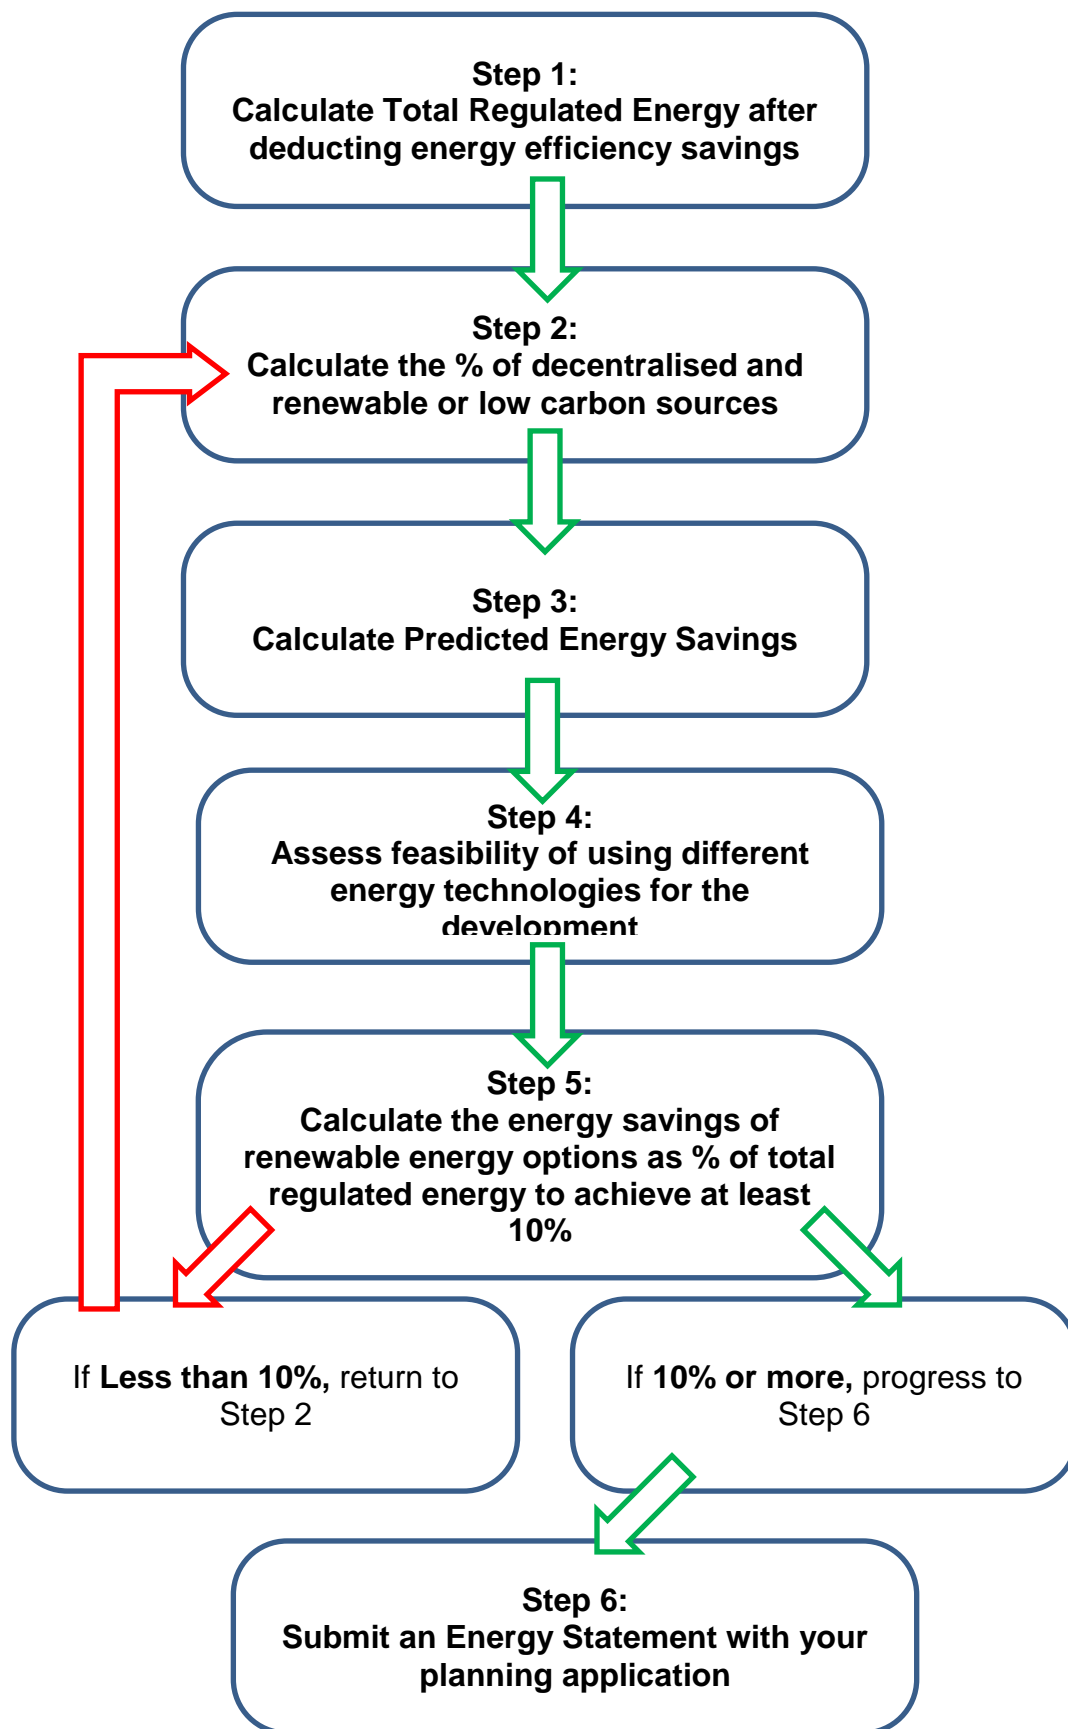 Step 1:
Calculate Total Regulated Energy after
deducting energy efficiency savings
Step 2:
Calculate the % of decentralised and
renewable or low carbon sources
Step 3:
Calculate Predicted Energy Savings
Step 4:
Assess feasibility of using different
energy technologies for the
development
Step 5:
Calculate the energy savings of
renewable energy options as % of total
regulated energy to achieve at least
10%
If Less than 10%, return to
Step 2
If 10% or more, progress to
Step 6
Step 6:
Submit an Energy Statement with your
planning application